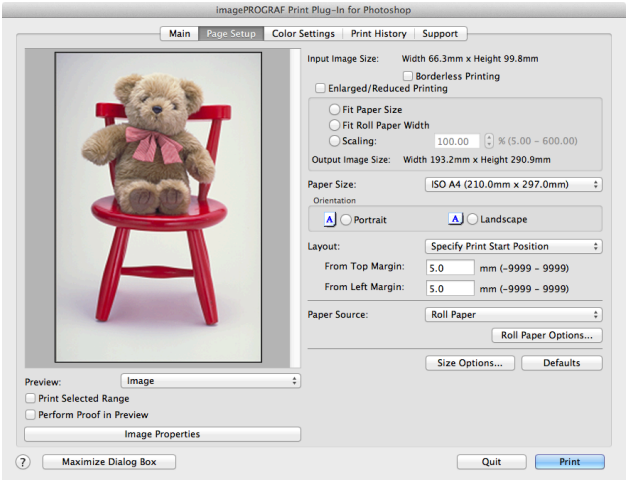 imagePROGRAF Print Plug-In for Photoshop
Main Page Setup Color Settings Print History Support
Input Image Size: Width 66.3mm x Height 99.8mm
Borderless Printing
Enlarged/Reduced Printing
Fit Paper Size
Fit Roll Paper Width
Scaling: 100.00 % (5.00 - 600.00)
Output Image Size: Width 193.2mm x Height 290.9mm
Paper Size: ISO A4 (210.0mm x 297.0mm)
Orientation
A Portrait A Landscape
Layout: Specify Print Start Position
From Top Margin: 5.0 mm (-9999 - 9999)
From Left Margin: 5.0 mm (-9999 - 9999)
Paper Source: Roll Paper
Roll Paper Options...
Size Options... Defaults
Preview: Image
Print Selected Range
Perform Proof in Preview
Image Properties
? Maximize Dialog Box Quit Print